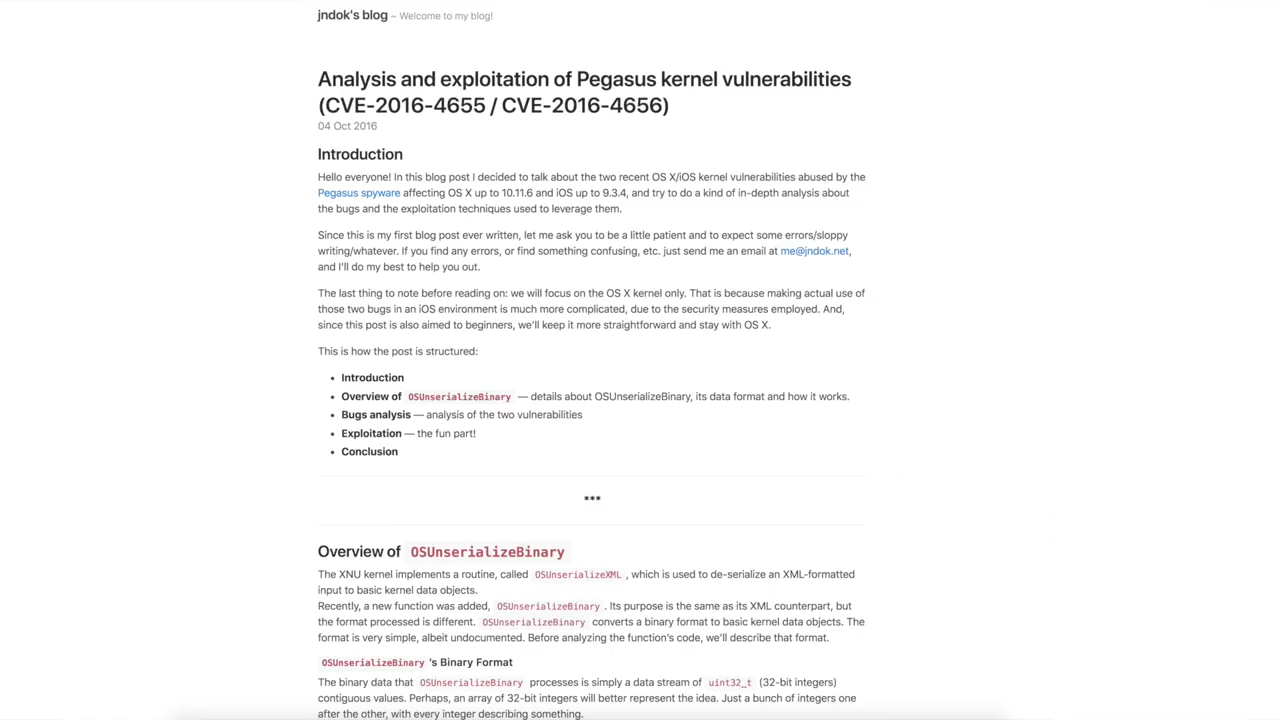 jndok's blog ~ Welcome to my blog!
Analysis and exploitation of Pegasus kernel vulnerabilities
(CVE-2016-4655 / CVE-2016-4656)
04 Oct 2016
Introduction
Hello everyone! In this blog post I decided to talk about the two recent OS X/iOS kernel vulnerabilities abused by the
Pegasus spyware affecting OS X up to 10.11.6 and iOS up to 9.3.4, and try to do a kind of in-depth analysis about
the bugs and the exploitation techniques used to leverage them.
Since this is my first blog post ever written, let me ask you to be a little patient and to expect some errors/sloppy
writing/whatever. If you find any errors, or find something confusing, etc. just send me an email at me@jndok.net,
and I'll do my best to help you out.
The last thing to note before reading on: we will focus on the OS X kernel only. That is because making actual use of
those two bugs in an iOS environment is much more complicated, due to the security measures employed. And,
since this post is also aimed to beginners, we'll keep it more straightforward and stay with OS X.
This is how the post is structured:
• Introduction
• Overview of OSUnserializeBinary — details about OSUnserializeBinary, its data format and how it works.
• Bugs analysis — analysis of the two vulnerabilities
• Exploitation — the fun part!
• Conclusion
***
Overview of OSUnserializeBinary
The XNU kernel implements a routine, called OSUnserializeXML , which is used to de-serialize an XML-formatted
input to basic kernel data objects.
Recently, a new function was added, OSUnserializeBinary . Its purpose is the same as its XML counterpart, but
the format processed is different. OSUnserializeBinary converts a binary format to basic kernel data objects. The
format is very simple, albeit undocumented. Before analyzing the function's code, we'll describe that format.
OSUnserializeBinary 's Binary Format
The binary data that OSUnserializeBinary processes is simply a data stream of uint32_t (32-bit integers)
contiguous values. Perhaps, an array of 32-bit integers will better represent the idea. Just a bunch of integers one
after the other, with every integer describing something.